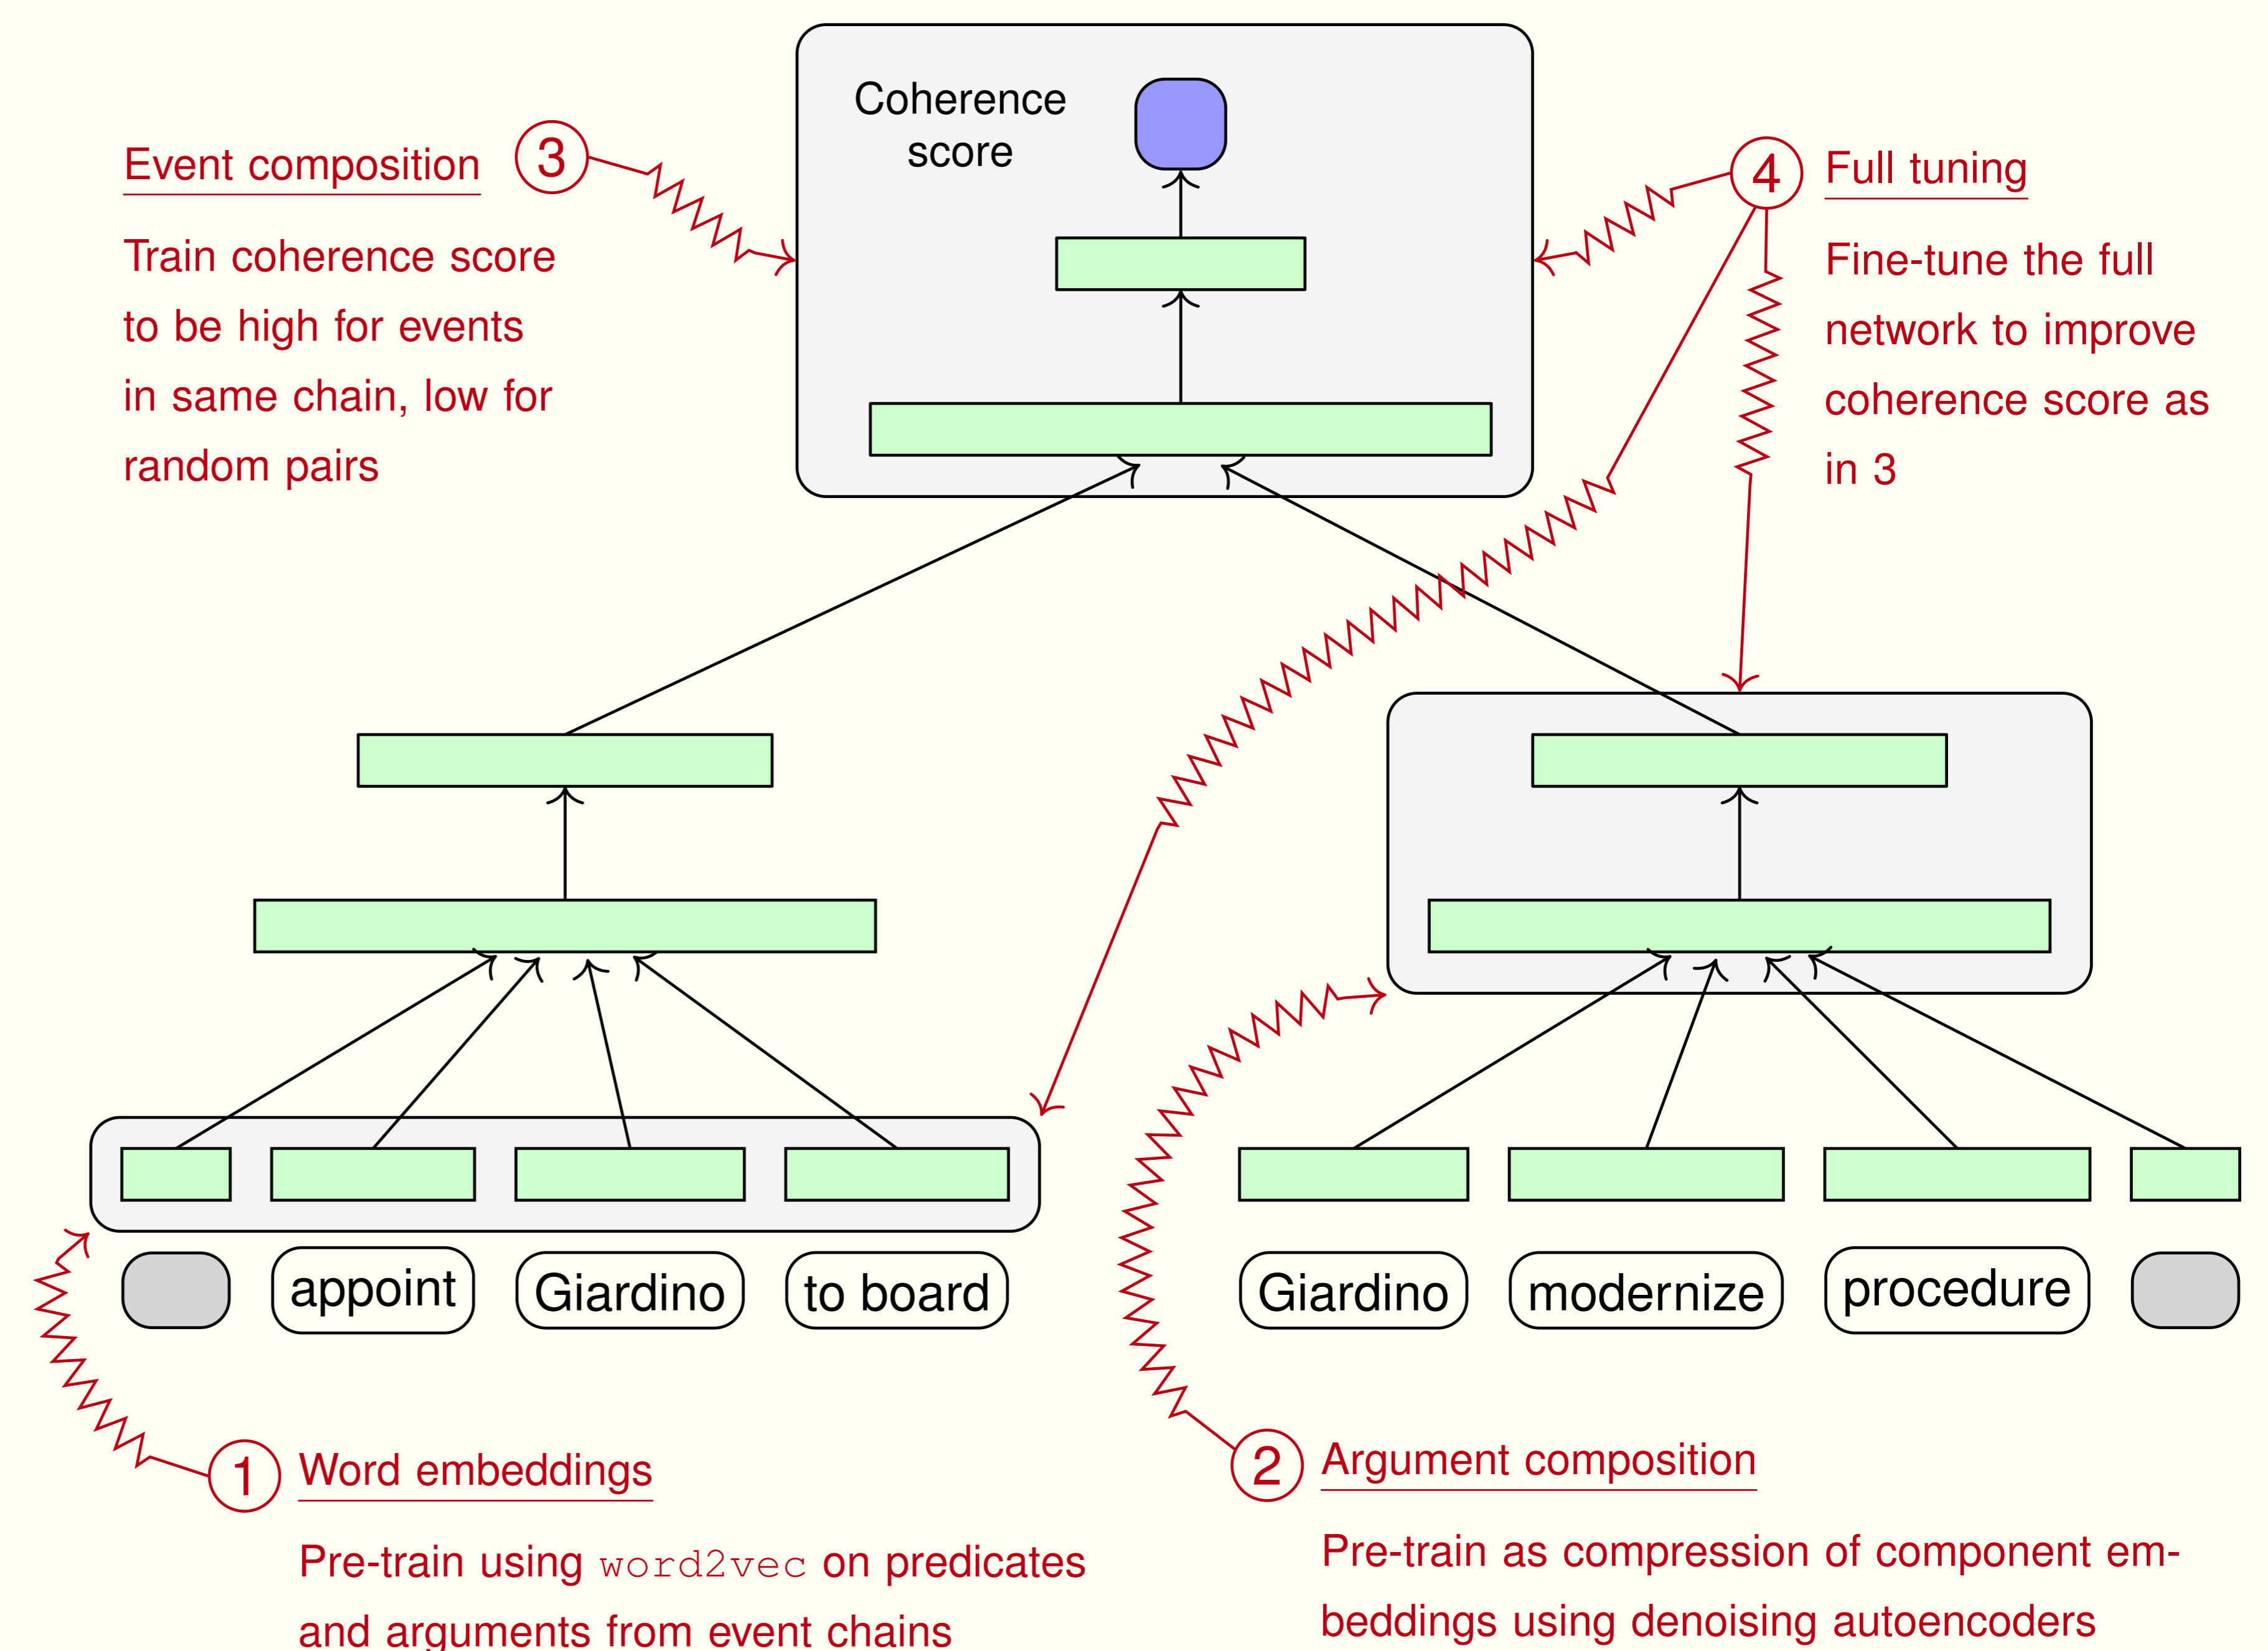 Coherence
score
3
Event composition
Train coherence score
to be high for events
in same chain, low for
random pairs
4
Full tuning
Fine-tune the full
network to improve
coherence score as
in 3
appoint
Giardino
to board
Giardino
modernize
procedure
1
Word embeddings
Pre-train using word2vec on predicates
and arguments from event chains
2
Argument composition
Pre-train as compression of component em-
beddings using denoising autoencoders